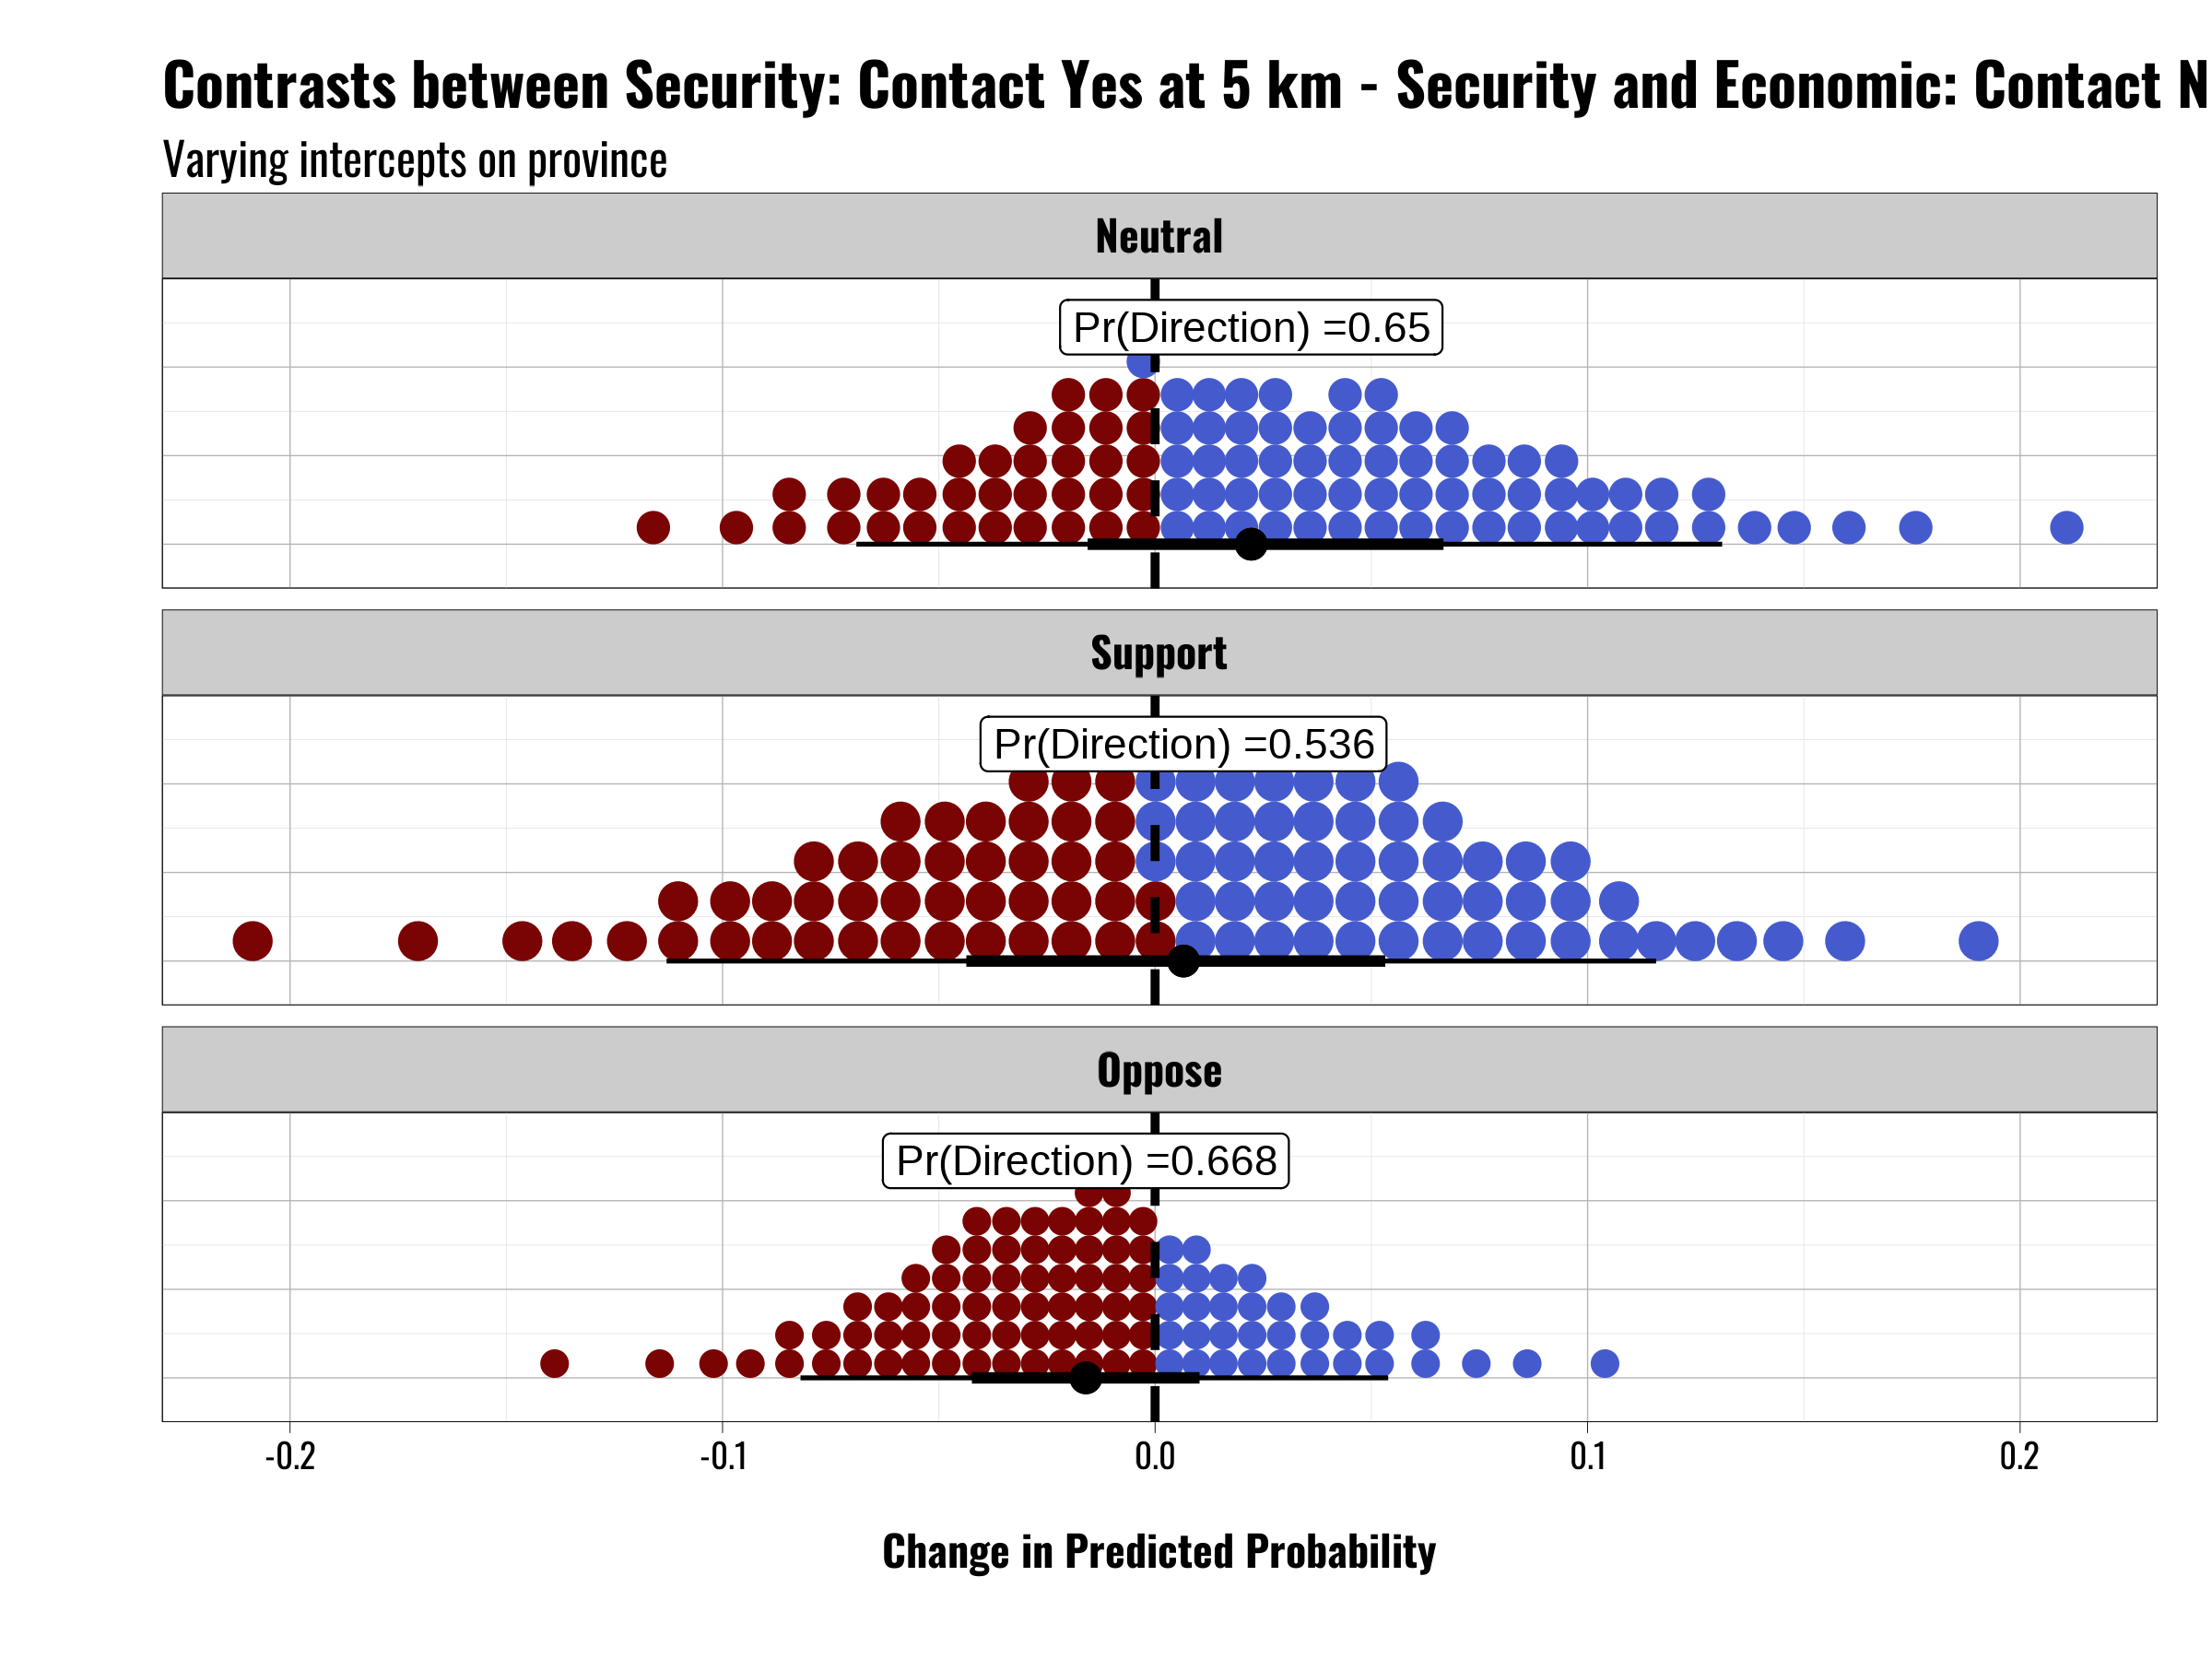 Contrasts between Security: Contact Yes at 5 km - Security and Economic: Contact N
Varying intercepts on province
Neutral
Pr(Direction) =0.65
Support
Pr(Direction) =0.536
Oppose
Pr(Direction) =0.668
-0.2 -0.1 0.0 0.1 0.2
Change in Predicted Probability